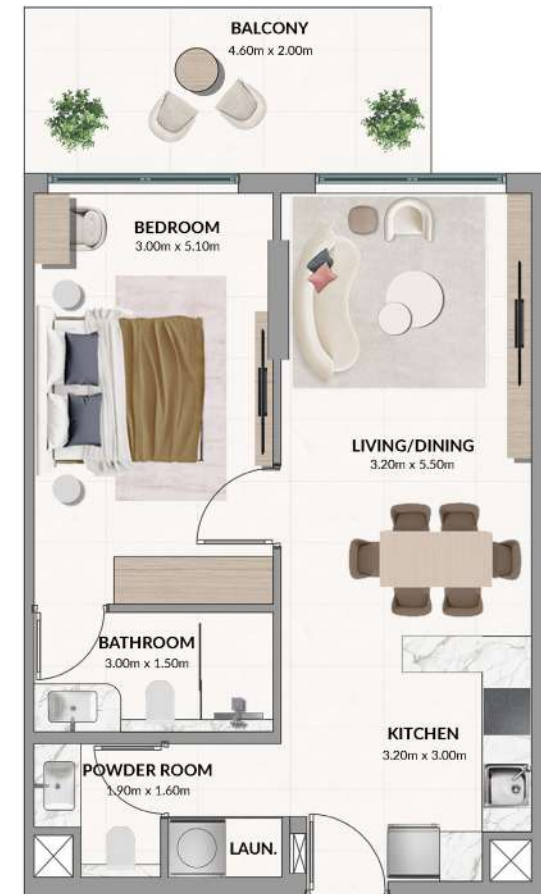 BALCONY
4.60m x 2.00m
BEDROOM
3.00m x 5.10m
LIVING/DINING
3.20m x 5.50m
BATHROOM
3.00m x 1.50m
KITCHEN
3.20m x 3.00m
POWDER ROOM
1.90m x 1.60m
LAUN.